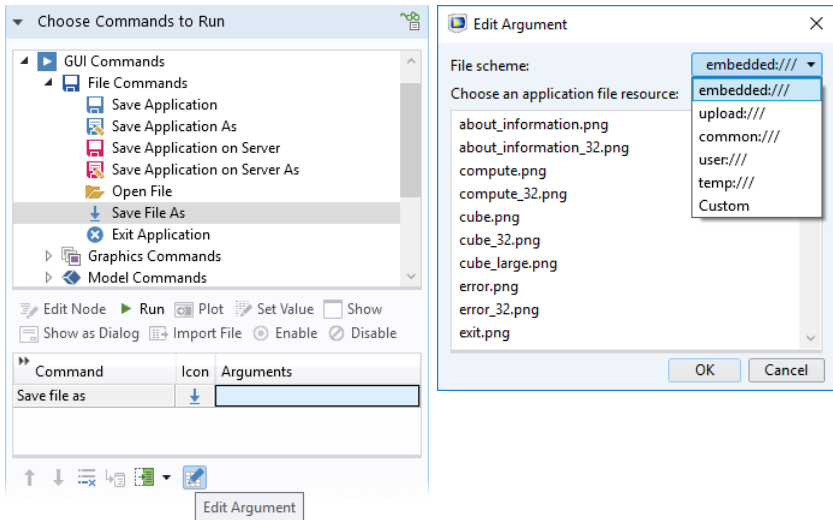 Choose Commands to Run
GUI Commands
File Commands
Save Application
Save Application As
Save Application on Server
Save Application on Server As
Open File
Save File As
Exit Application
Graphics Commands
Model Commands
Edit Node Run Plot Set Value Show
Show as Dialog Import File Enable Disable
Command Icon Arguments
Save file as
Edit Argument
Edit Argument
File scheme: embedded:///
Choose an application file resource:
embedded:///
upload:///
common:///
user:///
temp:///
Custom
about_information.png
about_information_32.png
compute.png
compute_32.png
cube.png
cube_32.png
cube_large.png
error.png
error_32.png
exit.png
OK Cancel